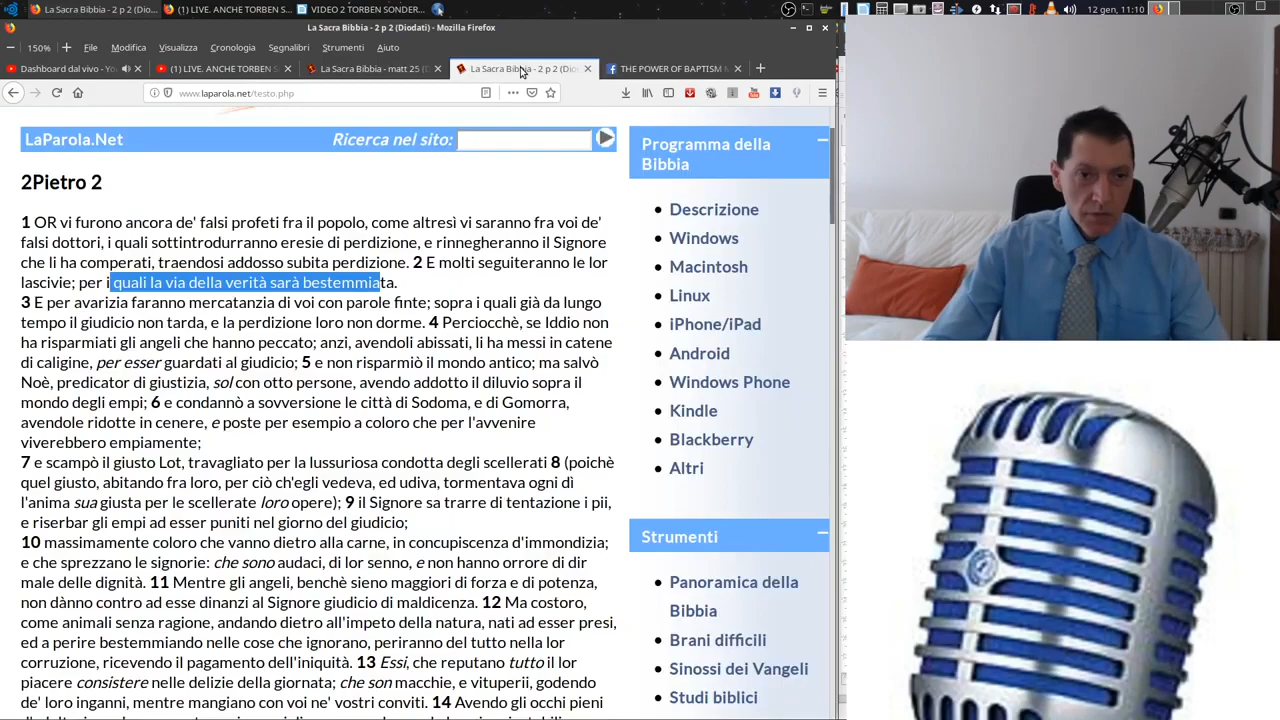 La Sacra Bibbia - 2 p 2 (Dio...
(1) LIVE. ANCHE TORBEN S...
VIDEO 2 TORBEN SONDER...
12 gen, 11:10
La Sacra Bibbia - 2 p 2 (Diodati) - Mozilla Firefox
150%
File Modifica Visualizza Cronologia Segnalibri Strumenti Aiuto
Dashboard dal vivo - Yo
(1) LIVE. ANCHE TORBEN S
La Sacra Bibbia - matt 25 (D
La Sacra Bibbia - 2 p 2 (Dio
THE POWER OF BAPTISM
www.laparola.net/testo.php
LaParola.Net
Ricerca nel sito:
2Pietro 2
1 OR vi furono ancora de' falsi profeti fra il popolo, come altresì vi saranno fra voi de'
falsi dottori, i quali sottintrodurranno eresie di perdizione, e rinnegheranno il Signore
che li ha comperati, traendosi addosso subita perdizione. 2 E molti seguiteranno le lor
lascivie; per i quali la via della verità sarà bestemmiata.
3 E per avarizia faranno mercatanzia di voi con parole finte; sopra i quali già da lungo
tempo il giudicio non tarda, e la perdizione loro non dorme. 4 Perciocchè, se Iddio non
ha risparmiati gli angeli che hanno peccato; anzi, avendoli abissati, li ha messi in catene
di caligine, per esser guardati al giudicio; 5 e non risparmiò il mondo antico; ma salvò
Noè, predicator di giustizia, sol con otto persone, avendo addotto il diluvio sopra il
mondo degli empi; 6 e condannò a sovversione le città di Sodoma, e di Gomorra,
avendole ridotte in cenere, e poste per esempio a coloro che per l'avvenire
viverebbero empiamente;
7 e scampò il giusto Lot, travagliato per la lussuriosa condotta degli scellerati 8 (poichè
quel giusto, abitando fra loro, per ciò ch'egli vedeva, ed udiva, tormentava ogni dì
l'anima sua giusta per le scellerate loro opere); 9 il Signore sa trarre di tentazione i pii,
e riserbar gli empi ad esser puniti nel giorno del giudicio;
10 massimamente coloro che vanno dietro alla carne, in concupiscenza d'immondizia;
e che sprezzano le signorie: che sono audaci, di lor senno, e non hanno orrore di dir
male delle dignità. 11 Mentre gli angeli, benchè sieno maggiori di forza e di potenza,
non dànno contro ad esse dinanzi al Signore giudicio di maldicenza. 12 Ma costoro,
come animali senza ragione, andando dietro all'impeto della natura, nati ad esser presi,
ed a perire bestemmiando nelle cose che ignorano, periranno del tutto nella lor
corruzione, ricevendo il pagamento dell'iniquità. 13 Essi, che reputano tutto il lor
piacere consistere nelle delizie della giornata; che son macchie, e vituperii, godendo
de' loro inganni, mentre mangiano con voi ne' vostri conviti. 14 Avendo gli occhi pieni
Programma della
Bibbia
Descrizione
Windows
Macintosh
Linux
iPhone/iPad
Android
Windows Phone
Kindle
Blackberry
Altri
Strumenti
Panoramica della
Bibbia
Brani difficili
Sinossi dei Vangeli
Studi biblici